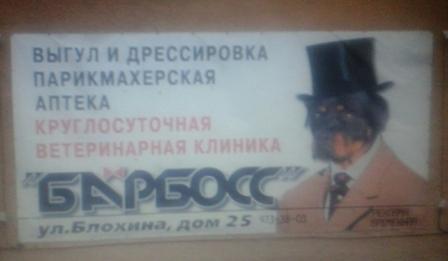 ВЫГУЛ И ДРЕССИРОВКА
ПАРИКМАХЕРСКАЯ
АПТЕКА
КРУГЛОСУТОЧНАЯ
ВЕТЕРИНАРНАЯ КЛИНИКА
"БАРБОСС"
ул.Блохина, дом 25